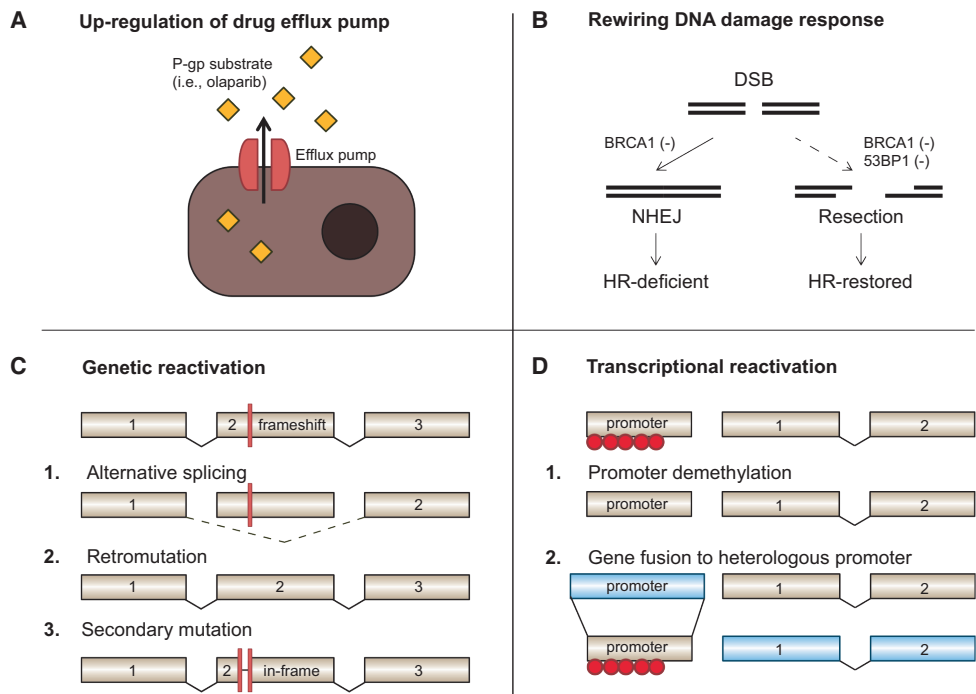 A Up-regulation of drug efflux pump
P-gp substrate
(i.e., olaparib)
Efflux pump
B Rewiring DNA damage response
DSB
BRCA1 (-)
BRCA1 (-)
53BP1 (-)
NHEJ
Resection
HR-deficient
HR-restored
C Genetic reactivation
1 2 frameshift 3
1. Alternative splicing
1 2
2. Retromutation
1 2 3
3. Secondary mutation
1 2 in-frame 3
D Transcriptional reactivation
promoter 1 2
1. Promoter demethylation
promoter 1 2
2. Gene fusion to heterologous promoter
promoter 1 2
promoter 1 2